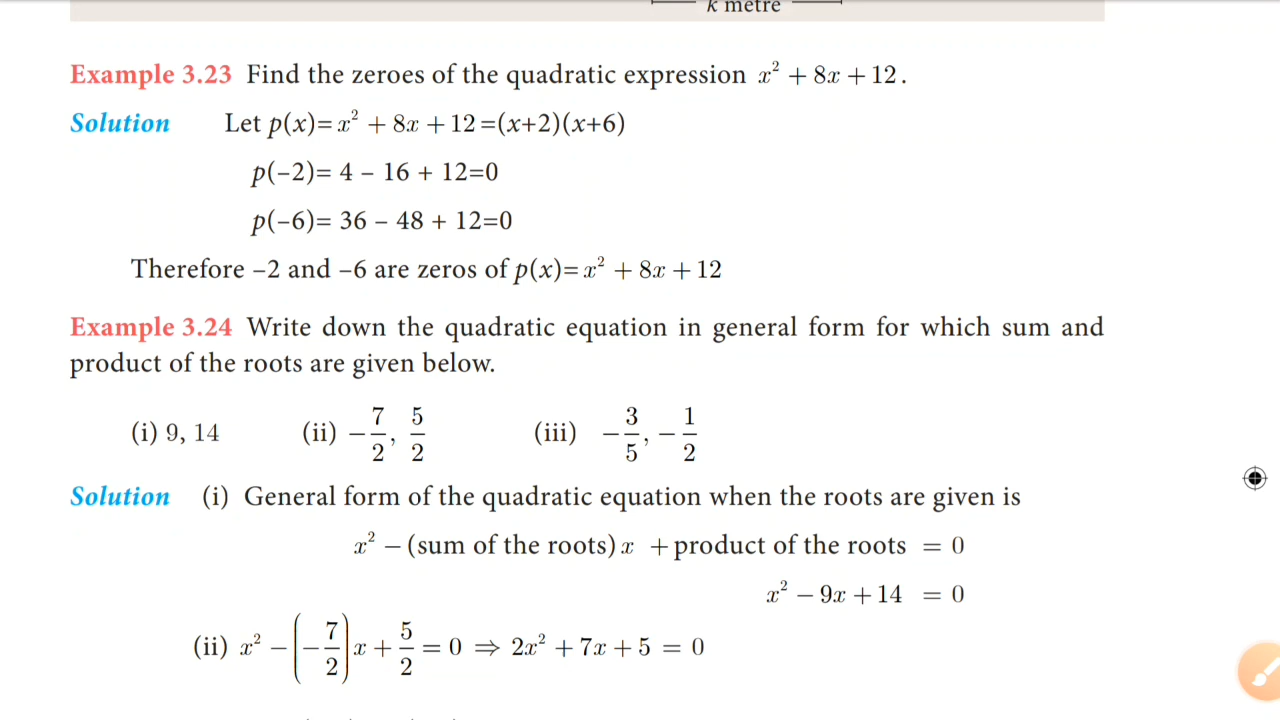 k metre
Example 3.23 Find the zeroes of the quadratic expression x² + 8x + 12.
Solution Let p(x)= x² + 8x + 12 =(x+2)(x+6)
p(−2)= 4 − 16 + 12=0
p(−6)= 36 − 48 + 12=0
Therefore −2 and −6 are zeros of p(x)= x² + 8x + 12
Example 3.24 Write down the quadratic equation in general form for which sum and
product of the roots are given below.
(i) 9, 14 (ii) −7/2, 5/2 (iii) −3/5, −1/2
Solution (i) General form of the quadratic equation when the roots are given is
x² − (sum of the roots) x + product of the roots = 0
x² − 9x + 14 = 0
(ii) x² − (−7/2) x + 5/2 = 0 ⇒ 2x² + 7x + 5 = 0